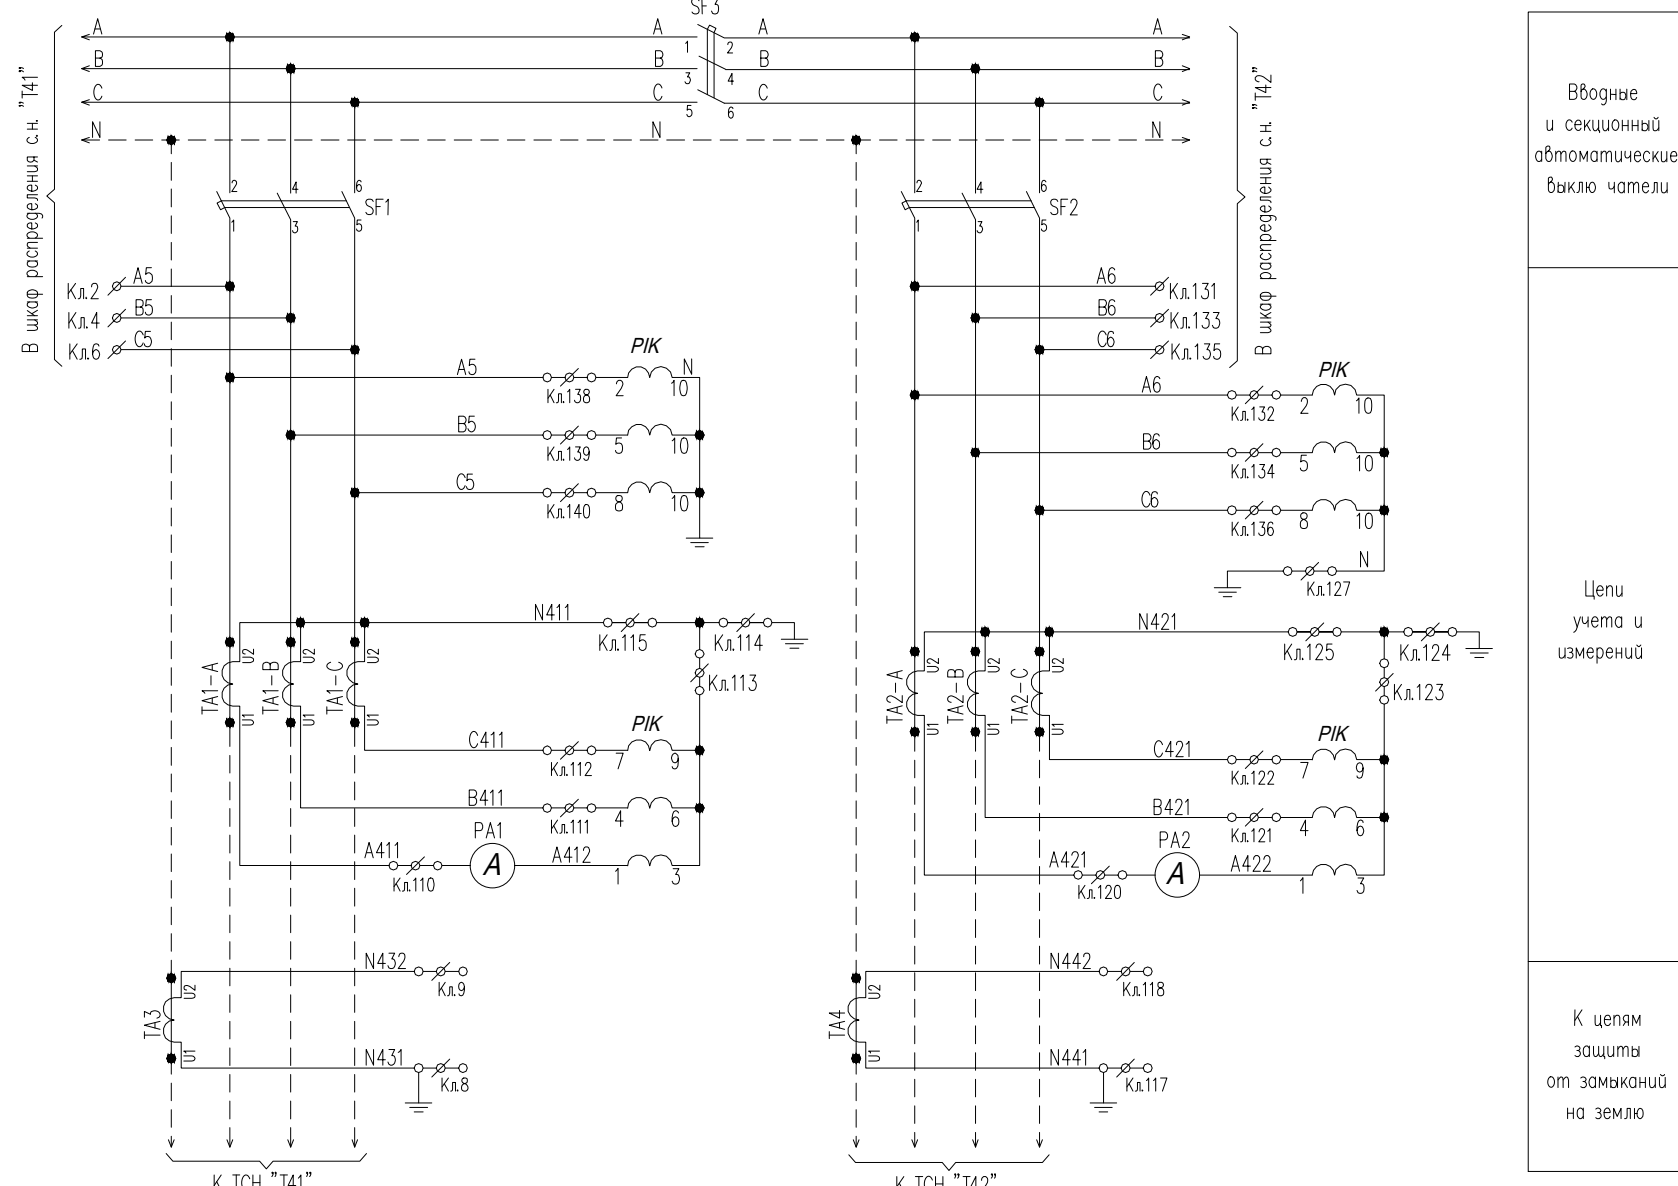 SF3
A A A A
1 2
B B B B
3 4
C C C C
5 6
N N N
В шкаф распределения с.н. "Т41"
2 4 6
SF1
1 3 5
2 4 6
SF2
1 3 5
В шкаф распределения с.н. "Т42"
Кл.2 A5
Кл.4 B5
Кл.6 C5
A6 Кл.131
B6 Кл.133
C6 Кл.135
PIK
A5 Кл.138 2 10 N
B5 Кл.139 5 10
C5 Кл.140 8 10
PIK
A6 Кл.132 2 10
B6 Кл.134 5 10
C6 Кл.136 8 10
N
Кл.127
N411 Кл.115 Кл.114
Кл.113
TA1-A U2 U1
TA1-B U2 U1
TA1-C U2 U1
PIK
C411 Кл.112 7 9
B411 Кл.111 4 6
PA1
A411 Кл.110 A A412 1 3
N421 Кл.125 Кл.124
Кл.123
TA2-A U2 U1
TA2-B U2 U1
TA2-C U2 U1
PIK
C421 Кл.122 7 9
B421 Кл.121 4 6
PA2
A421 Кл.120 A A422 1 3
TA3 U2 U1
N432 Кл.9
N431 Кл.8
TA4 U2 U1
N442 Кл.118
N441 Кл.117
К ТСН "Т41"
К ТСН "Т42"
Вводные
и секционный
автоматические
выклю чатели
Цепи
учета и
измерений
К цепям
защиты
от замыканий
на землю